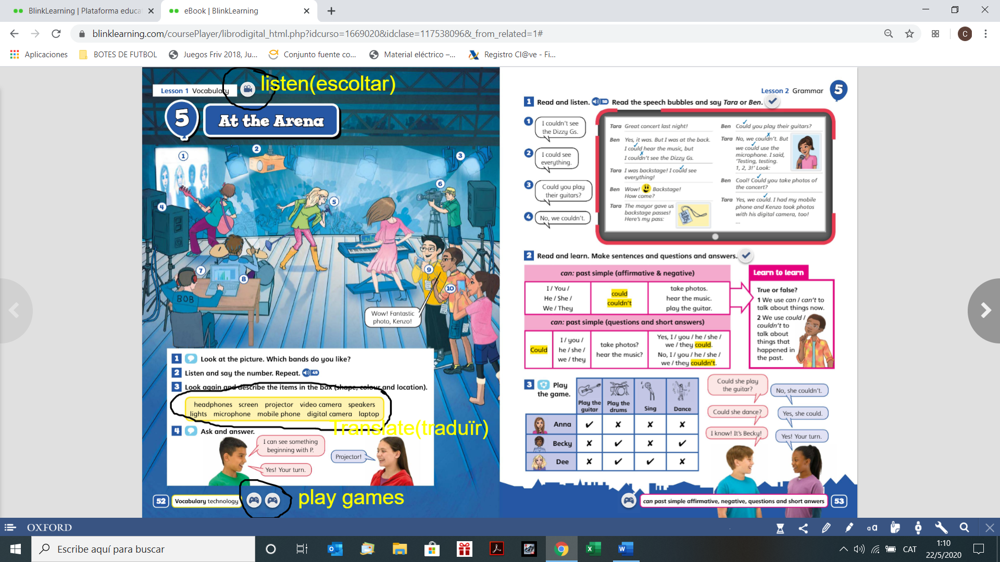 BlinkLearning | Plataforma educa
eBook | BlinkLearning
blinklearning.com/coursePlayer/librodigital_html.php?idcurso=1669020&idclase=117538096&_from_related=1#
C
Aplicaciones
BOTES DE FUTBOL
Juegos Friv 2018, Ju...
Conjunto fuente co...
Material eléctrico –...
Registro Cl@ve - Fi...
Lesson 1 Vocabulary
listen(escoltar)
5
At the Arena
1
2
3
4
5
6
7
8
9
10
BOB
Wow! Fantastic
photo, Kenzo!
1 Look at the picture. Which bands do you like?
2 Listen and say the number. Repeat. 49
3 Look again and describe the items in the box (shape, colour and location).
headphones screen projector video camera speakers
lights microphone mobile phone digital camera laptop
Translate(traduïr)
4 Ask and answer.
I can see something
beginning with P.
Projector!
Yes! Your turn.
52 Vocabulary technology
play games
Lesson 2 Grammar 5
1 Read and listen. 50 Read the speech bubbles and say Tara or Ben.
1 I couldn't see
the Dizzy Gs.
2 I could see
everything.
3 Could you play
their guitars?
4 No, we couldn't.
Tara Great concert last night!
Ben Yes, it was. But I was at the back.
I could hear the music, but
I couldn't see the Dizzy Gs.
Tara I was backstage! I could see
everything!
Ben Wow! Backstage!
How come?
Tara The mayor gave us
backstage passes!
Here's my pass:
Ben Could you play their guitars?
Tara No, we couldn't. But
we could use the
microphone. I said,
'Testing, testing.
1, 2, 3!' Look:
Ben Cool! Could you take photos of
the concert?
Tara Yes, we could. I had my mobile
phone and Kenzo took photos
with his digital camera, too!
...
2 Read and learn. Make sentences and questions and answers.
can: past simple (affirmative & negative)
I / You /
He / She /
We / They
could
couldn't
take photos.
hear the music.
play the guitar.
can: past simple (questions and short answers)
Could
I / you /
he / she /
we / they
take photos?
hear the music?
Yes, I / you / he / she /
we / they could.
No, I / you / he / she /
we / they couldn't.
Learn to learn
True or false?
1 We use can / can't to
talk about things now.
2 We use could /
couldn't to
talk about
things that
happened in
the past.
3 Play
the game.
Play the
guitar
Play the
drums
Sing
Dance
Anna ✔ ✘ ✘ ✘
Becky ✘ ✔ ✘ ✔
Dee ✘ ✔ ✔ ✘
Could she play
the guitar?
No, she couldn't.
Could she dance?
Yes, she could.
I know! It's Becky!
Yes! Your turn.
can past simple affirmative, negative, questions and short anwers 53
OXFORD
aa
Escribe aquí para buscar
CAT
1:10
22/5/2020